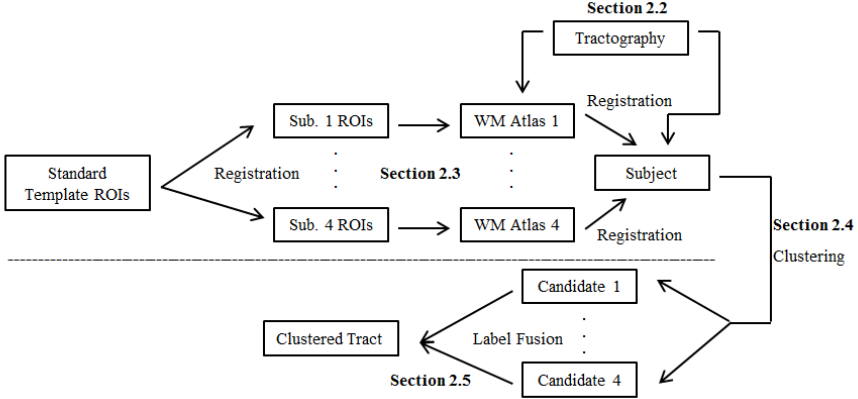 Section 2.2
Tractography
Registration
Sub. 1 ROIs
WM Atlas 1
Standard
Template ROIs
Registration
Section 2.3
Subject
Sub. 4 ROIs
WM Atlas 4
Registration
Section 2.4
Clustering
Candidate 1
Clustered Tract
Label Fusion
Section 2.5
Candidate 4